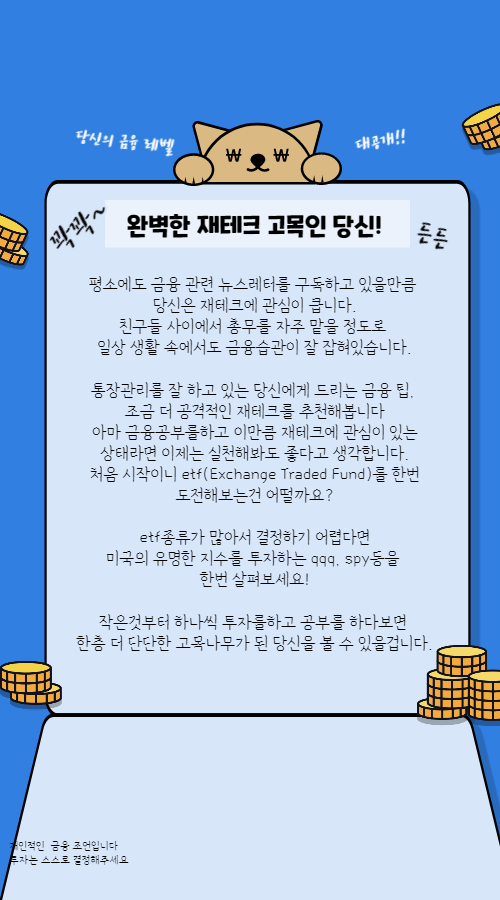 당신의 금융 레벨
대공개!!
짝짝~
완벽한 재테크 고목인 당신!
든든
평소에도 금융 관련 뉴스레터를 구독하고 있을만큼
당신은 재테크에 관심이 큽니다.
친구들 사이에서 총무를 자주 맡을 정도로
일상 생활 속에서도 금융습관이 잘 잡혀있습니다.
통장관리를 잘 하고 있는 당신에게 드리는 금융 팁,
조금 더 공격적인 재테크를 추천해봅니다
아마 금융공부를하고 이만큼 재테크에 관심이 있는
상태라면 이제는 실천해봐도 좋다고 생각합니다.
처음 시작이니 etf(Exchange Traded Fund)를 한번
도전해보는건 어떨까요?
etf종류가 많아서 결정하기 어렵다면
미국의 유명한 지수를 투자하는 qqq, spy등을
한번 살펴보세요!
작은것부터 하나씩 투자를하고 공부를 하다보면
한층 더 단단한 고목나무가 된 당신을 볼 수 있을겁니다.
개인적인 금융 조언입니다
투자는 스스로 결정해주세요